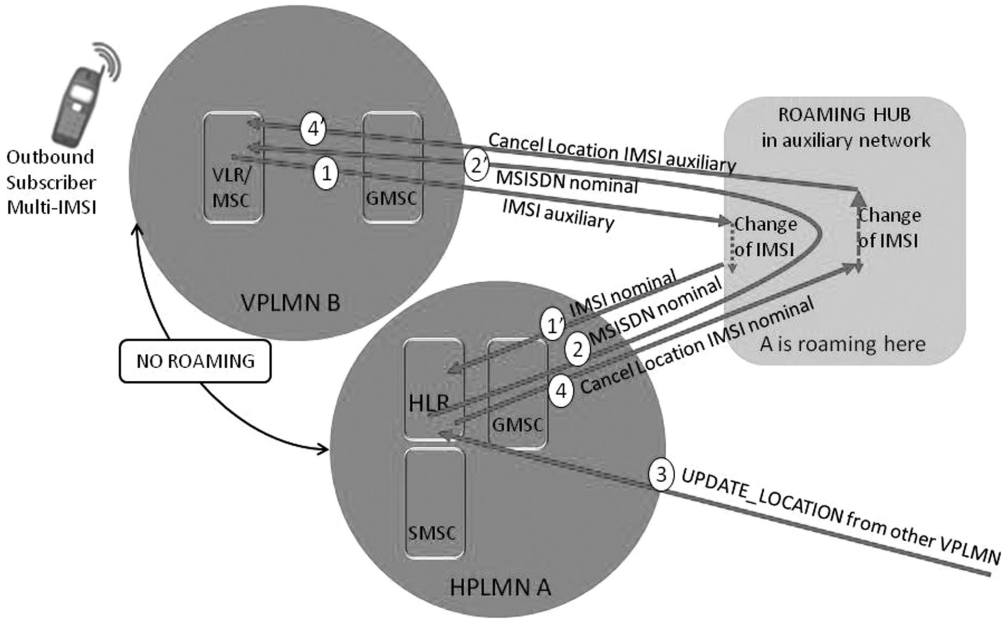 Outbound
Subscriber
Multi-IMSI
VLR/
MSC
GMSC
VPLMN B
4’
1
2’
Cancel Location IMSI auxiliary
MSISDN nominal
IMSI auxiliary
ROAMING HUB
in auxiliary network
Change
of IMSI
Change
of IMSI
A is roaming here
NO ROAMING
1’
IMSI nominal
2
MSISDN nominal
4
Cancel Location IMSI nominal
HLR
GMSC
SMSC
HPLMN A
3
UPDATE_LOCATION from other VPLMN